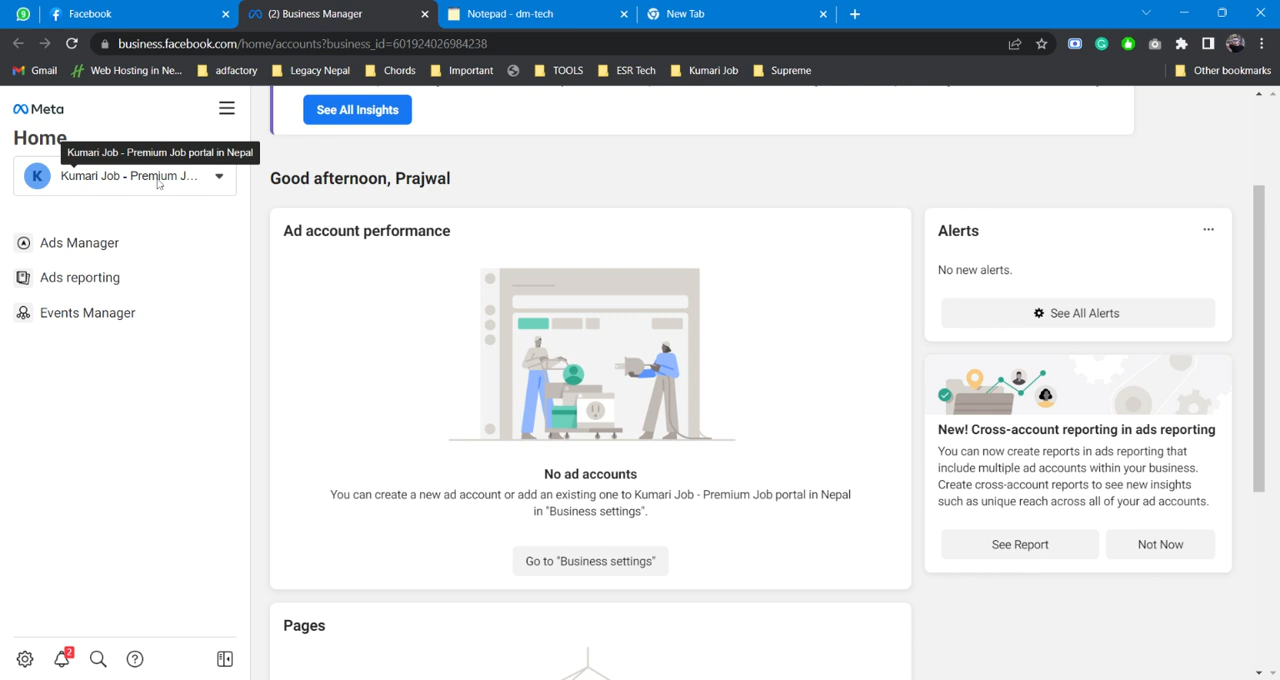 9
Facebook
(2) Business Manager
Notepad - dm-tech
New Tab
business.facebook.com/home/accounts?business_id=601924026984238
Gmail
Web Hosting in Ne...
adfactory
Legacy Nepal
Chords
Important
TOOLS
ESR Tech
Kumari Job
Supreme
Other bookmarks
Meta
Home
Kumari Job - Premium Job portal in Nepal
K
Kumari Job - Premium J...
Ads Manager
Ads reporting
Events Manager
2
See All Insights
Good afternoon, Prajwal
Ad account performance
No ad accounts
You can create a new ad account or add an existing one to Kumari Job - Premium Job portal in Nepal
in "Business settings".
Go to "Business settings"
Pages
Alerts
No new alerts.
See All Alerts
New! Cross-account reporting in ads reporting
You can now create reports in ads reporting that
include multiple ad accounts within your business.
Create cross-account reports to see new insights
such as unique reach across all of your ad accounts.
See Report
Not Now